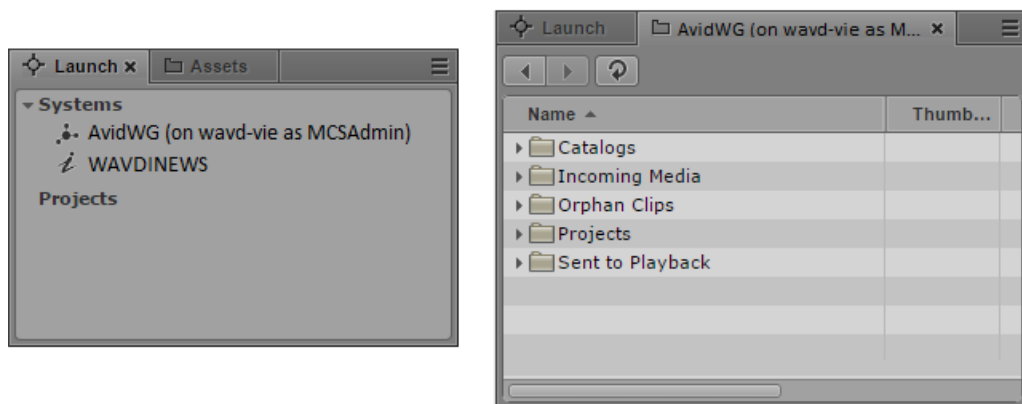 Launch × Assets
Systems
AvidWG (on wavd-vie as MCSAdmin)
WAVDINEWS
Projects
Launch AvidWG (on wavd-vie as M... ×
Name Thumb...
Catalogs
Incoming Media
Orphan Clips
Projects
Sent to Playback